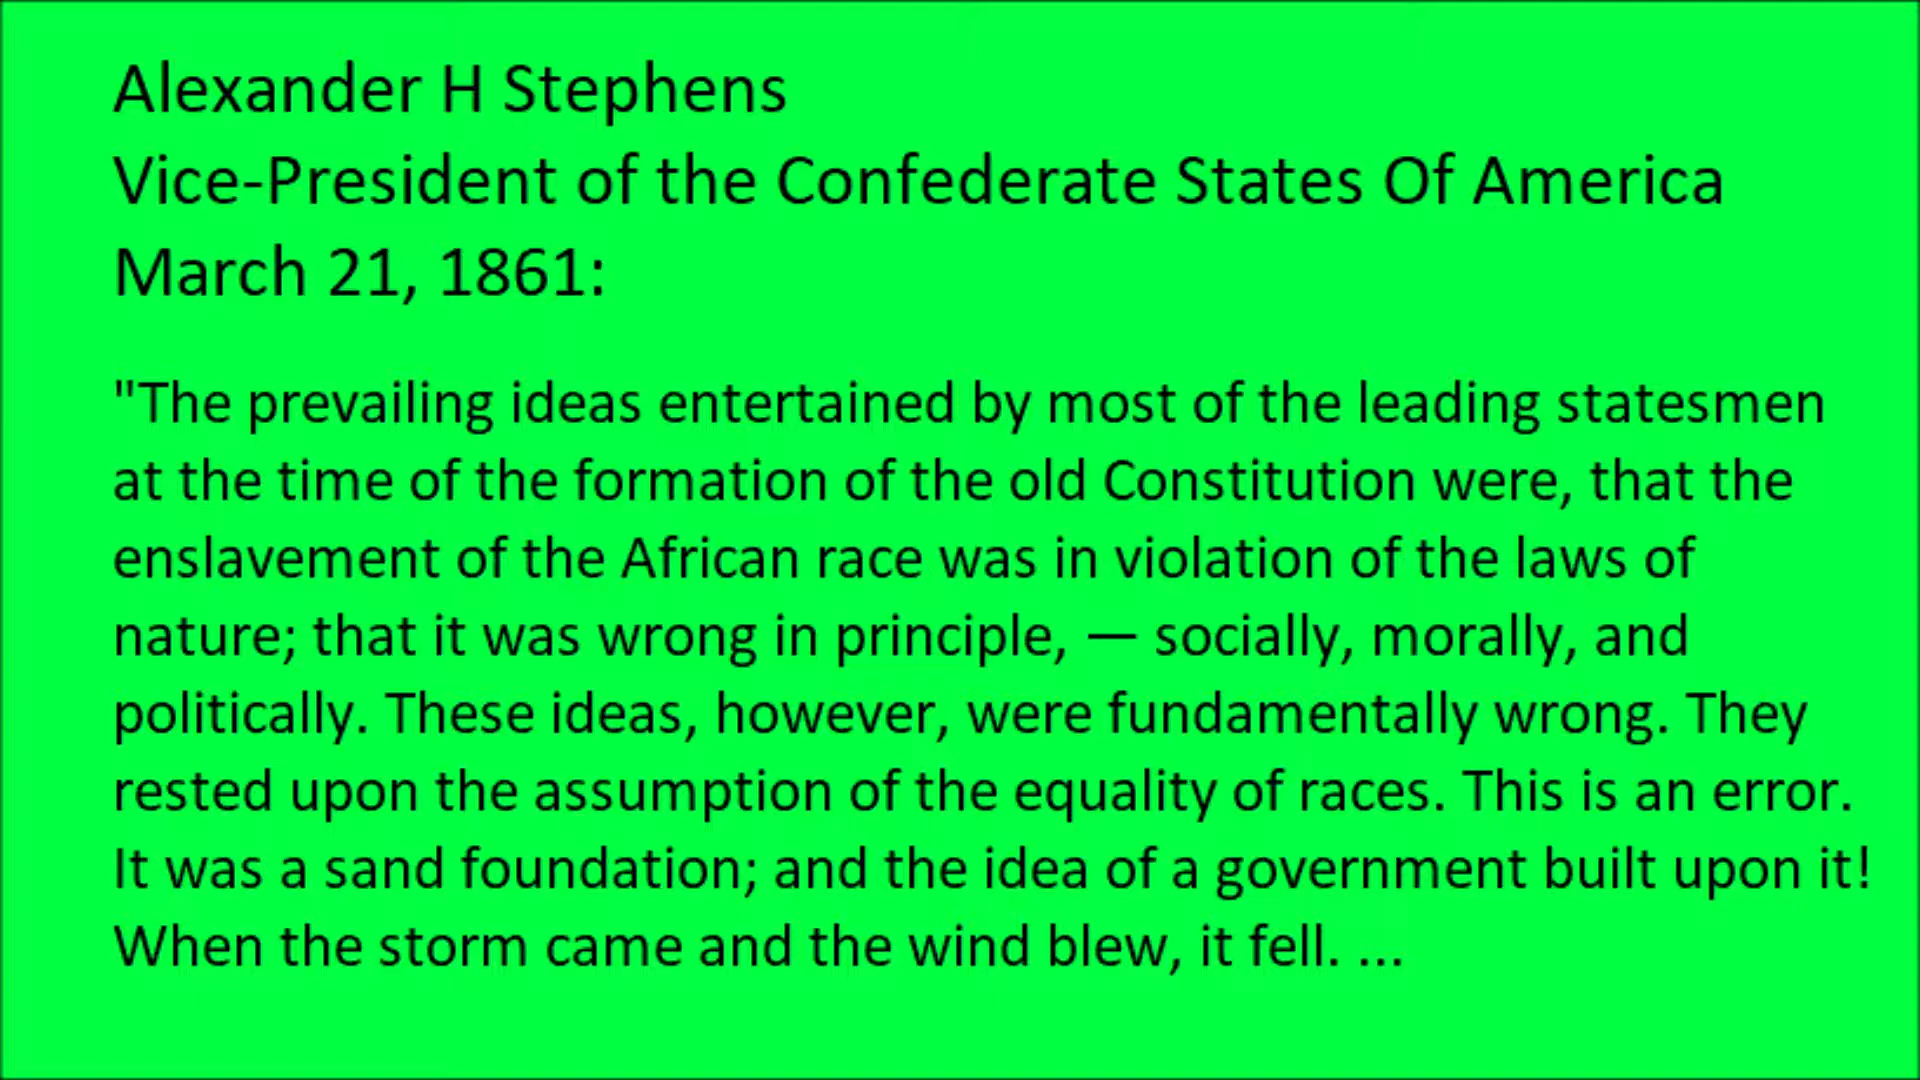 Alexander H Stephens
Vice-President of the Confederate States Of America
March 21, 1861:
"The prevailing ideas entertained by most of the leading statesmen
at the time of the formation of the old Constitution were, that the
enslavement of the African race was in violation of the laws of
nature; that it was wrong in principle, — socially, morally, and
politically. These ideas, however, were fundamentally wrong. They
rested upon the assumption of the equality of races. This is an error.
It was a sand foundation; and the idea of a government built upon it!
When the storm came and the wind blew, it fell. ...